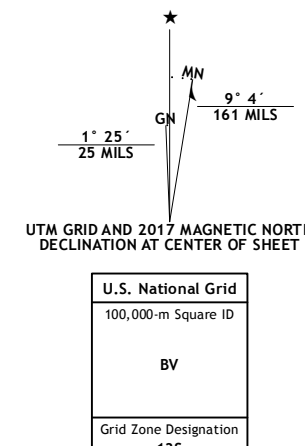 ★
MN
GN
9° 4´
161 MILS
1° 25´
25 MILS
UTM GRID AND 2017 MAGNETIC NORTH
DECLINATION AT CENTER OF SHEET
U.S. National Grid
100,000-m Square ID
BV
Grid Zone Designation